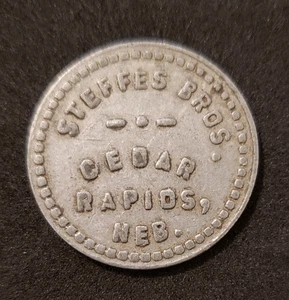 STEFFES BROS.
CEDAR
RAPIDS,
NEB.